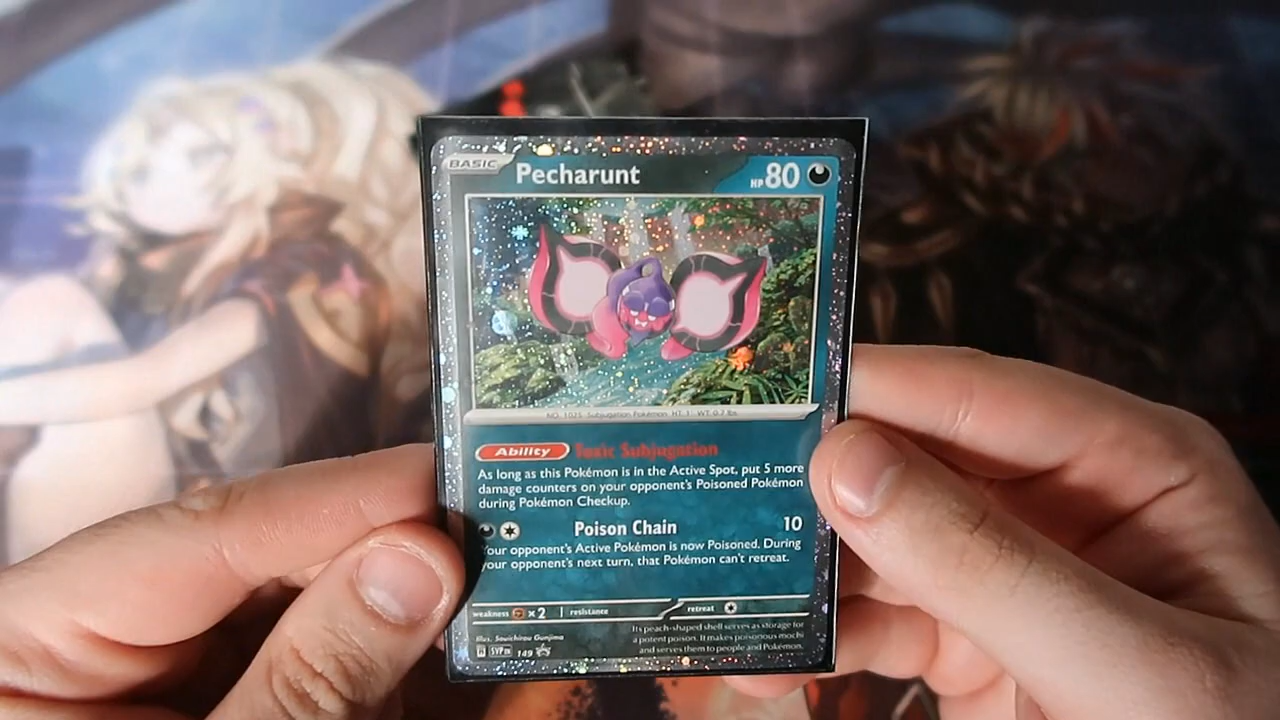 BASIC
Pecharunt
HP 80
NO. 1025 Subjugation Pokémon HT: 1' WT: 0.7 lbs.
Ability Toxic Subjugation
As long as this Pokémon is in the Active Spot, put 5 more
damage counters on your opponent's Poisoned Pokémon
during Pokémon Checkup.
Poison Chain 10
Your opponent's Active Pokémon is now Poisoned. During
your opponent's next turn, that Pokémon can't retreat.
weakness ×2 resistance retreat
Its peach-shaped shell serves as storage for
a potent poison. It makes poisonous mochi
and serves them to people and Pokémon.
Illus. Souichirou Gunjima
SVP EN 149